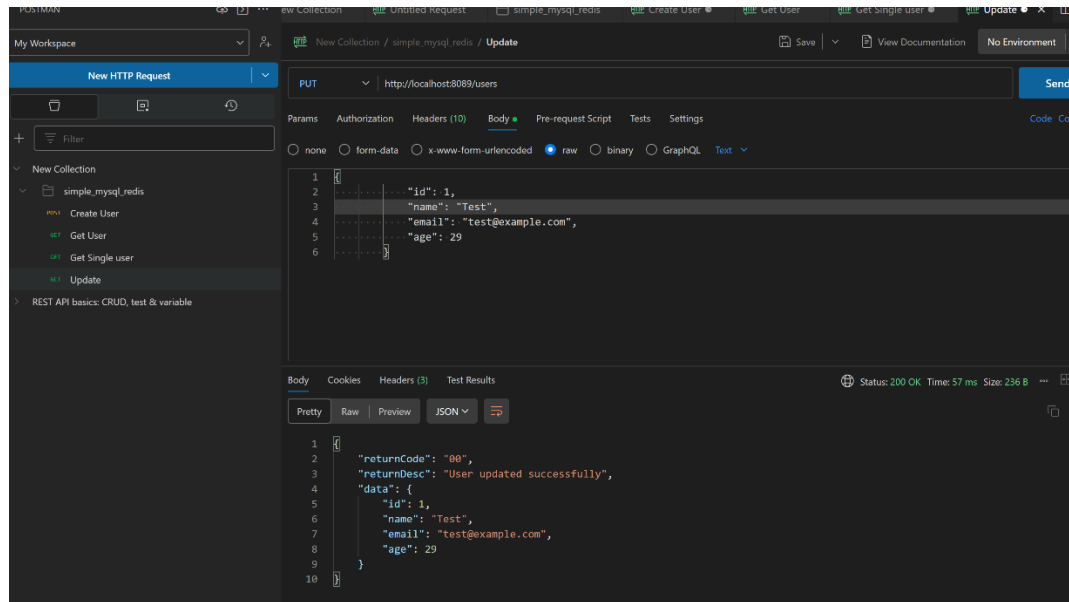 POSTMAN
ew Collection Untitled Request simple_mysql_redis Create User Get User Get Single user Update
My Workspace
New Collection / simple_mysql_redis / Update
Save View Documentation No Environment
New HTTP Request
PUT http://localhost:8089/users Send
Params Authorization Headers (10) Body Pre-request Script Tests Settings Code Co
Filter
none form-data x-www-form-urlencoded raw binary GraphQL Text
New Collection
simple_mysql_redis
POST Create User
GET Get User
GET Get Single user
Update
REST API basics: CRUD, test & variable
1 {
2 "id": 1,
3 "name": "Test",
4 "email": "test@example.com",
5 "age": 29
6 }
Body Cookies Headers (3) Test Results Status: 200 OK Time: 57 ms Size: 236 B
Pretty Raw Preview JSON
1 {
2 "returnCode": "00",
3 "returnDesc": "User updated successfully",
4 "data": {
5 "id": 1,
6 "name": "Test",
7 "email": "test@example.com",
8 "age": 29
9 }
10 }